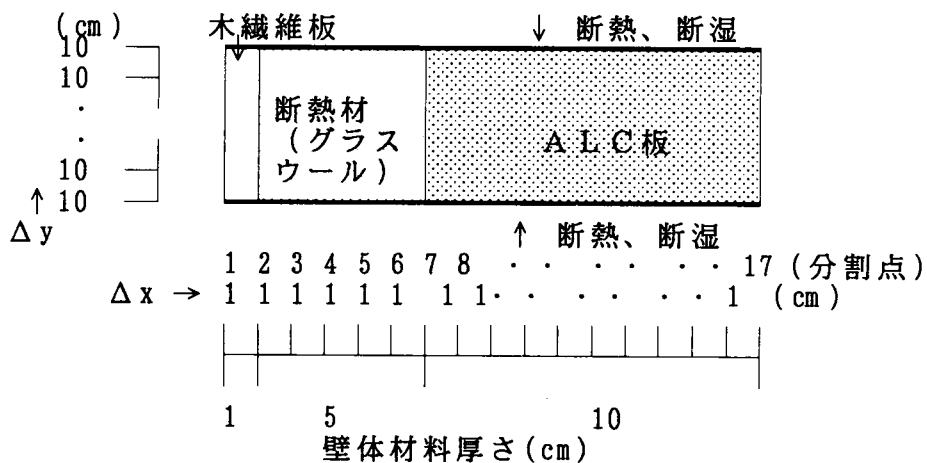 (cm)
木繊維板
↓ 断熱、断湿
10
10
・
・
10
↑ 10
Δy
断熱材
(グラス
ウール)
ALC板
↑ 断熱、断湿
1 2 3 4 5 6 7 8 ・ ・ ・ ・ ・ ・ 17 (分割点)
Δx → 1 1 1 1 1 1 1 1 ・ ・ ・ ・ ・ ・ 1 (cm)
1 5 10
壁体材料厚さ(cm)